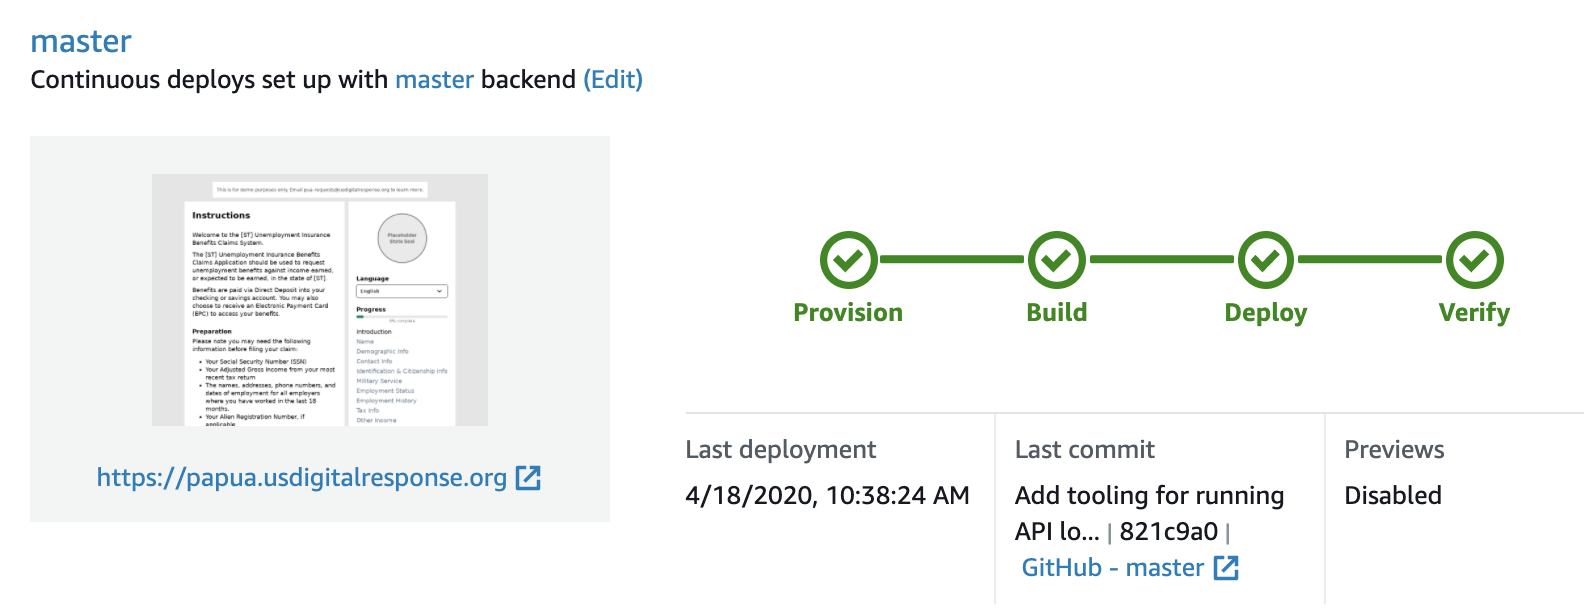 master
Continuous deploys set up with master backend (Edit)
This is for demo purposes only. Email pua-requests@usdigitalresponse.org to learn more.
Instructions
Welcome to the [ST] Unemployment Insurance
Benefits Claims System.
The [ST] Unemployment Insurance Benefits
Claims Application should be used to request
unemployment benefits against income earned,
or expected to be earned, in the state of [ST].
Benefits are paid via Direct Deposit into your
checking or savings account. You may also
choose to receive an Electronic Payment Card
(EPC) to access your benefits.
Preparation
Please note you may need the following
information before filing your claim:
• Your Social Security Number (SSN)
• Your Adjusted Gross Income from your most
recent tax return
• The names, addresses, phone numbers, and
dates of employment for all employers
where you have worked in the last 18
months.
• Your Alien Registration Number, if
applicable
Placeholder
State Seal
Language
English
Progress
complete
Introduction
Name
Demographic Info
Contact Info
Identification & Citizenship Info
Military Service
Employment Status
Employment History
Tax Info
Other Income
https://papua.usdigitalresponse.org
Provision
Build
Deploy
Verify
Last deployment
4/18/2020, 10:38:24 AM
Last commit
Add tooling for running
API lo... | 821c9a0 |
GitHub - master
Previews
Disabled